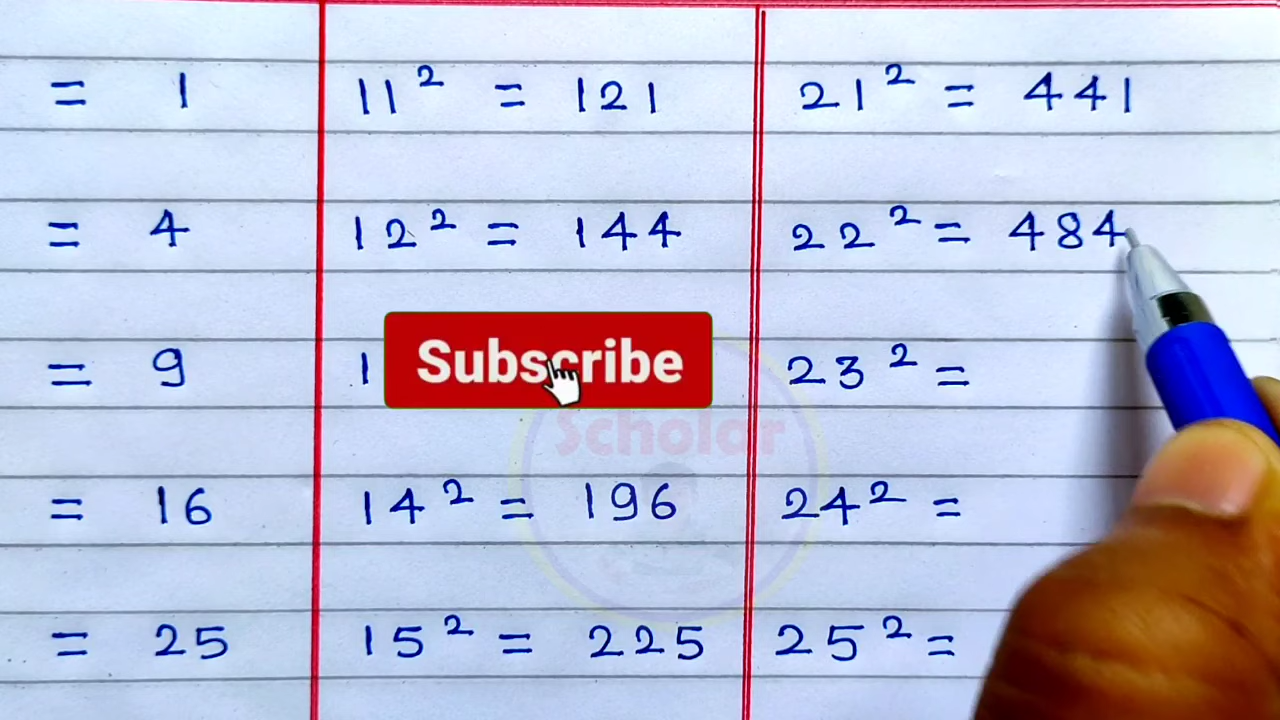 = 1 11² = 121 21² = 441
= 4 12² = 144 22² = 484
= 9 1 Subscribe 23² =
Scholar
= 16 14² = 196 24² =
= 25 15² = 225 25² =